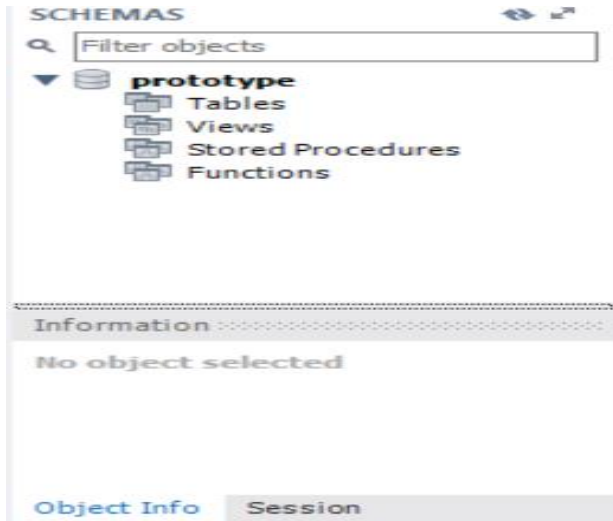 SCHEMAS
Filter objects
prototype
Tables
Views
Stored Procedures
Functions
Information
No object selected
Object Info Session